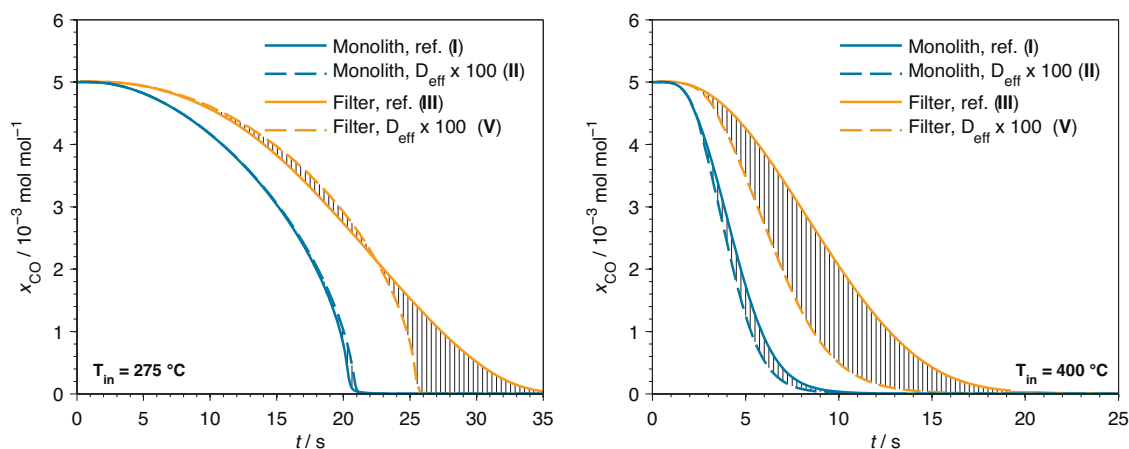 6
5
4
3
2
1
0
x_CO / 10⁻³ mol mol⁻¹
Monolith, ref. (I)
Monolith, D_eff x 100 (II)
Filter, ref. (III)
Filter, D_eff x 100 (V)
T_in = 275 °C
0 5 10 15 20 25 30 35
t / s
6
5
4
3
2
1
0
x_CO / 10⁻³ mol mol⁻¹
Monolith, ref. (I)
Monolith, D_eff x 100 (II)
Filter, ref. (III)
Filter, D_eff x 100 (V)
T_in = 400 °C
0 5 10 15 20 25
t / s